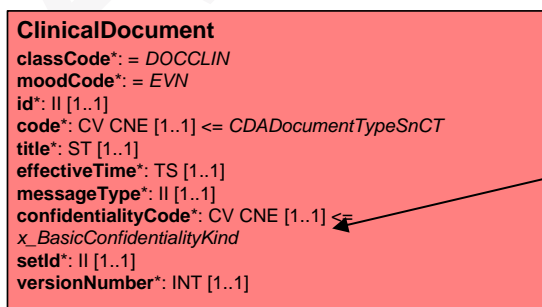 ClinicalDocument
classCode*: = DOCCLIN
moodCode*: = EVN
id*: II [1..1]
code*: CV CNE [1..1] <= CDADocumentTypeSnCT
title*: ST [1..1]
effectiveTime*: TS [1..1]
messageType*: II [1..1]
confidentialityCode*: CV CNE [1..1] <=
x_BasicConfidentialityKind
setId*: II [1..1]
versionNumber*: INT [1..1]